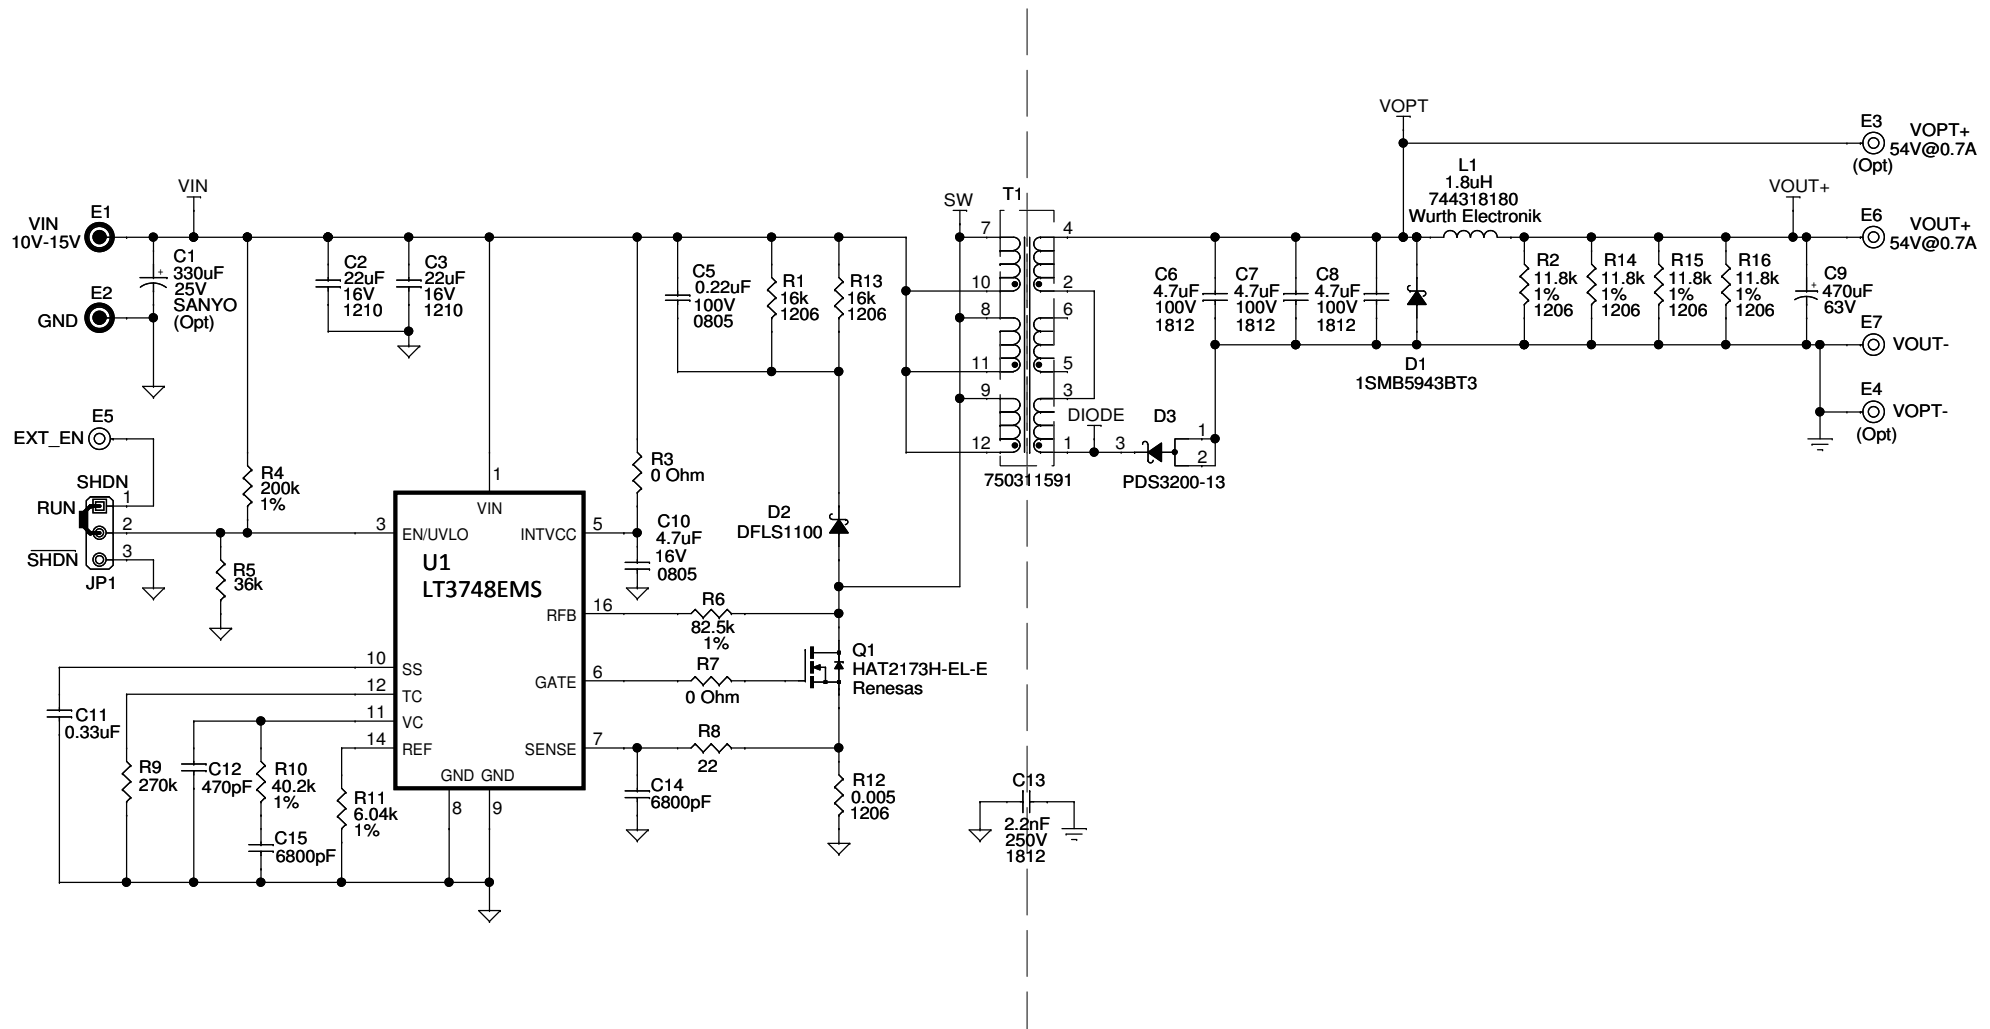 VOPT
E3
VOPT+
54V@0.7A
(Opt)
L1
1.8uH
744318180
Wurth Electronik
VOUT+
E6
VOUT+
54V@0.7A
VIN
E1
VIN
10V-15V
E2
GND
C1
330uF
25V
SANYO
(Opt)
+
C2
22uF
16V
1210
C3
22uF
16V
1210
C5
0.22uF
100V
0805
R1
16k
1206
R13
16k
1206
SW
T1
7
10
8
11
9
12
4
2
6
5
3
1
750311591
DIODE
D3
3
1
2
PDS3200-13
C6
4.7uF
100V
1812
C7
4.7uF
100V
1812
C8
4.7uF
100V
1812
D1
1SMB5943BT3
R2
11.8k
1%
1206
R14
11.8k
1%
1206
R15
11.8k
1%
1206
R16
11.8k
1%
1206
C9
470uF
63V
+
E7
VOUT-
E4
VOPT-
(Opt)
E5
EXT_EN
SHDN
RUN
1
2
3
SHDN
JP1
R4
200k
1%
R5
36k
R3
0 Ohm
C10
4.7uF
16V
0805
D2
DFLS1100
1
VIN
3
EN/UVLO
INTVCC
5
U1
LT3748EMS
RFB
16
R6
82.5k
1%
GATE
6
R7
0 Ohm
Q1
HAT2173H-EL-E
Renesas
10
SS
12
TC
11
VC
14
REF
SENSE
7
R8
22
GND
GND
8
9
C11
0.33uF
R9
270k
C12
470pF
R10
40.2k
1%
C15
6800pF
R11
6.04k
1%
C14
6800pF
R12
0.005
1206
C13
2.2nF
250V
1812